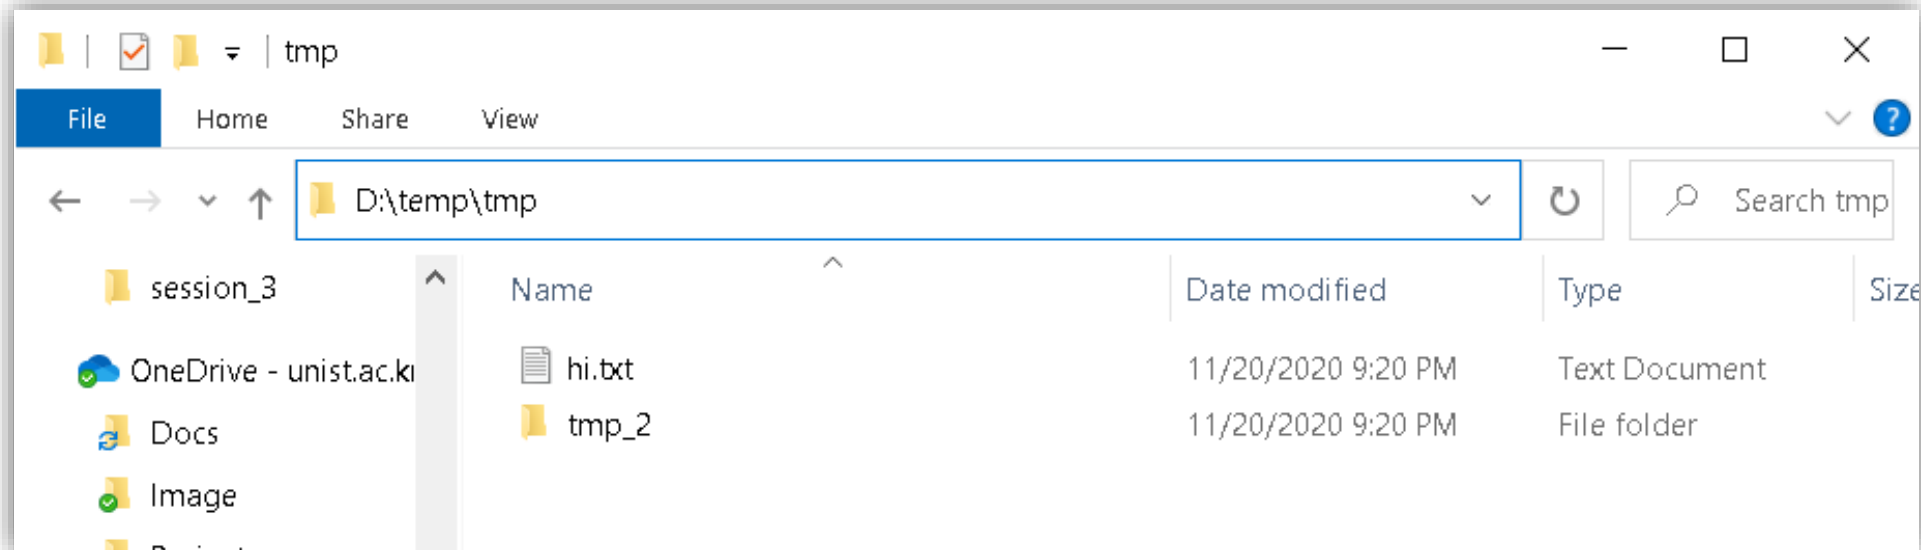 tmp
File Home Share View
D:\temp\tmp Search tmp
session_3 Name Date modified Type Size
OneDrive - unist.ac.kr hi.txt 11/20/2020 9:20 PM Text Document
Docs tmp_2 11/20/2020 9:20 PM File folder
Image